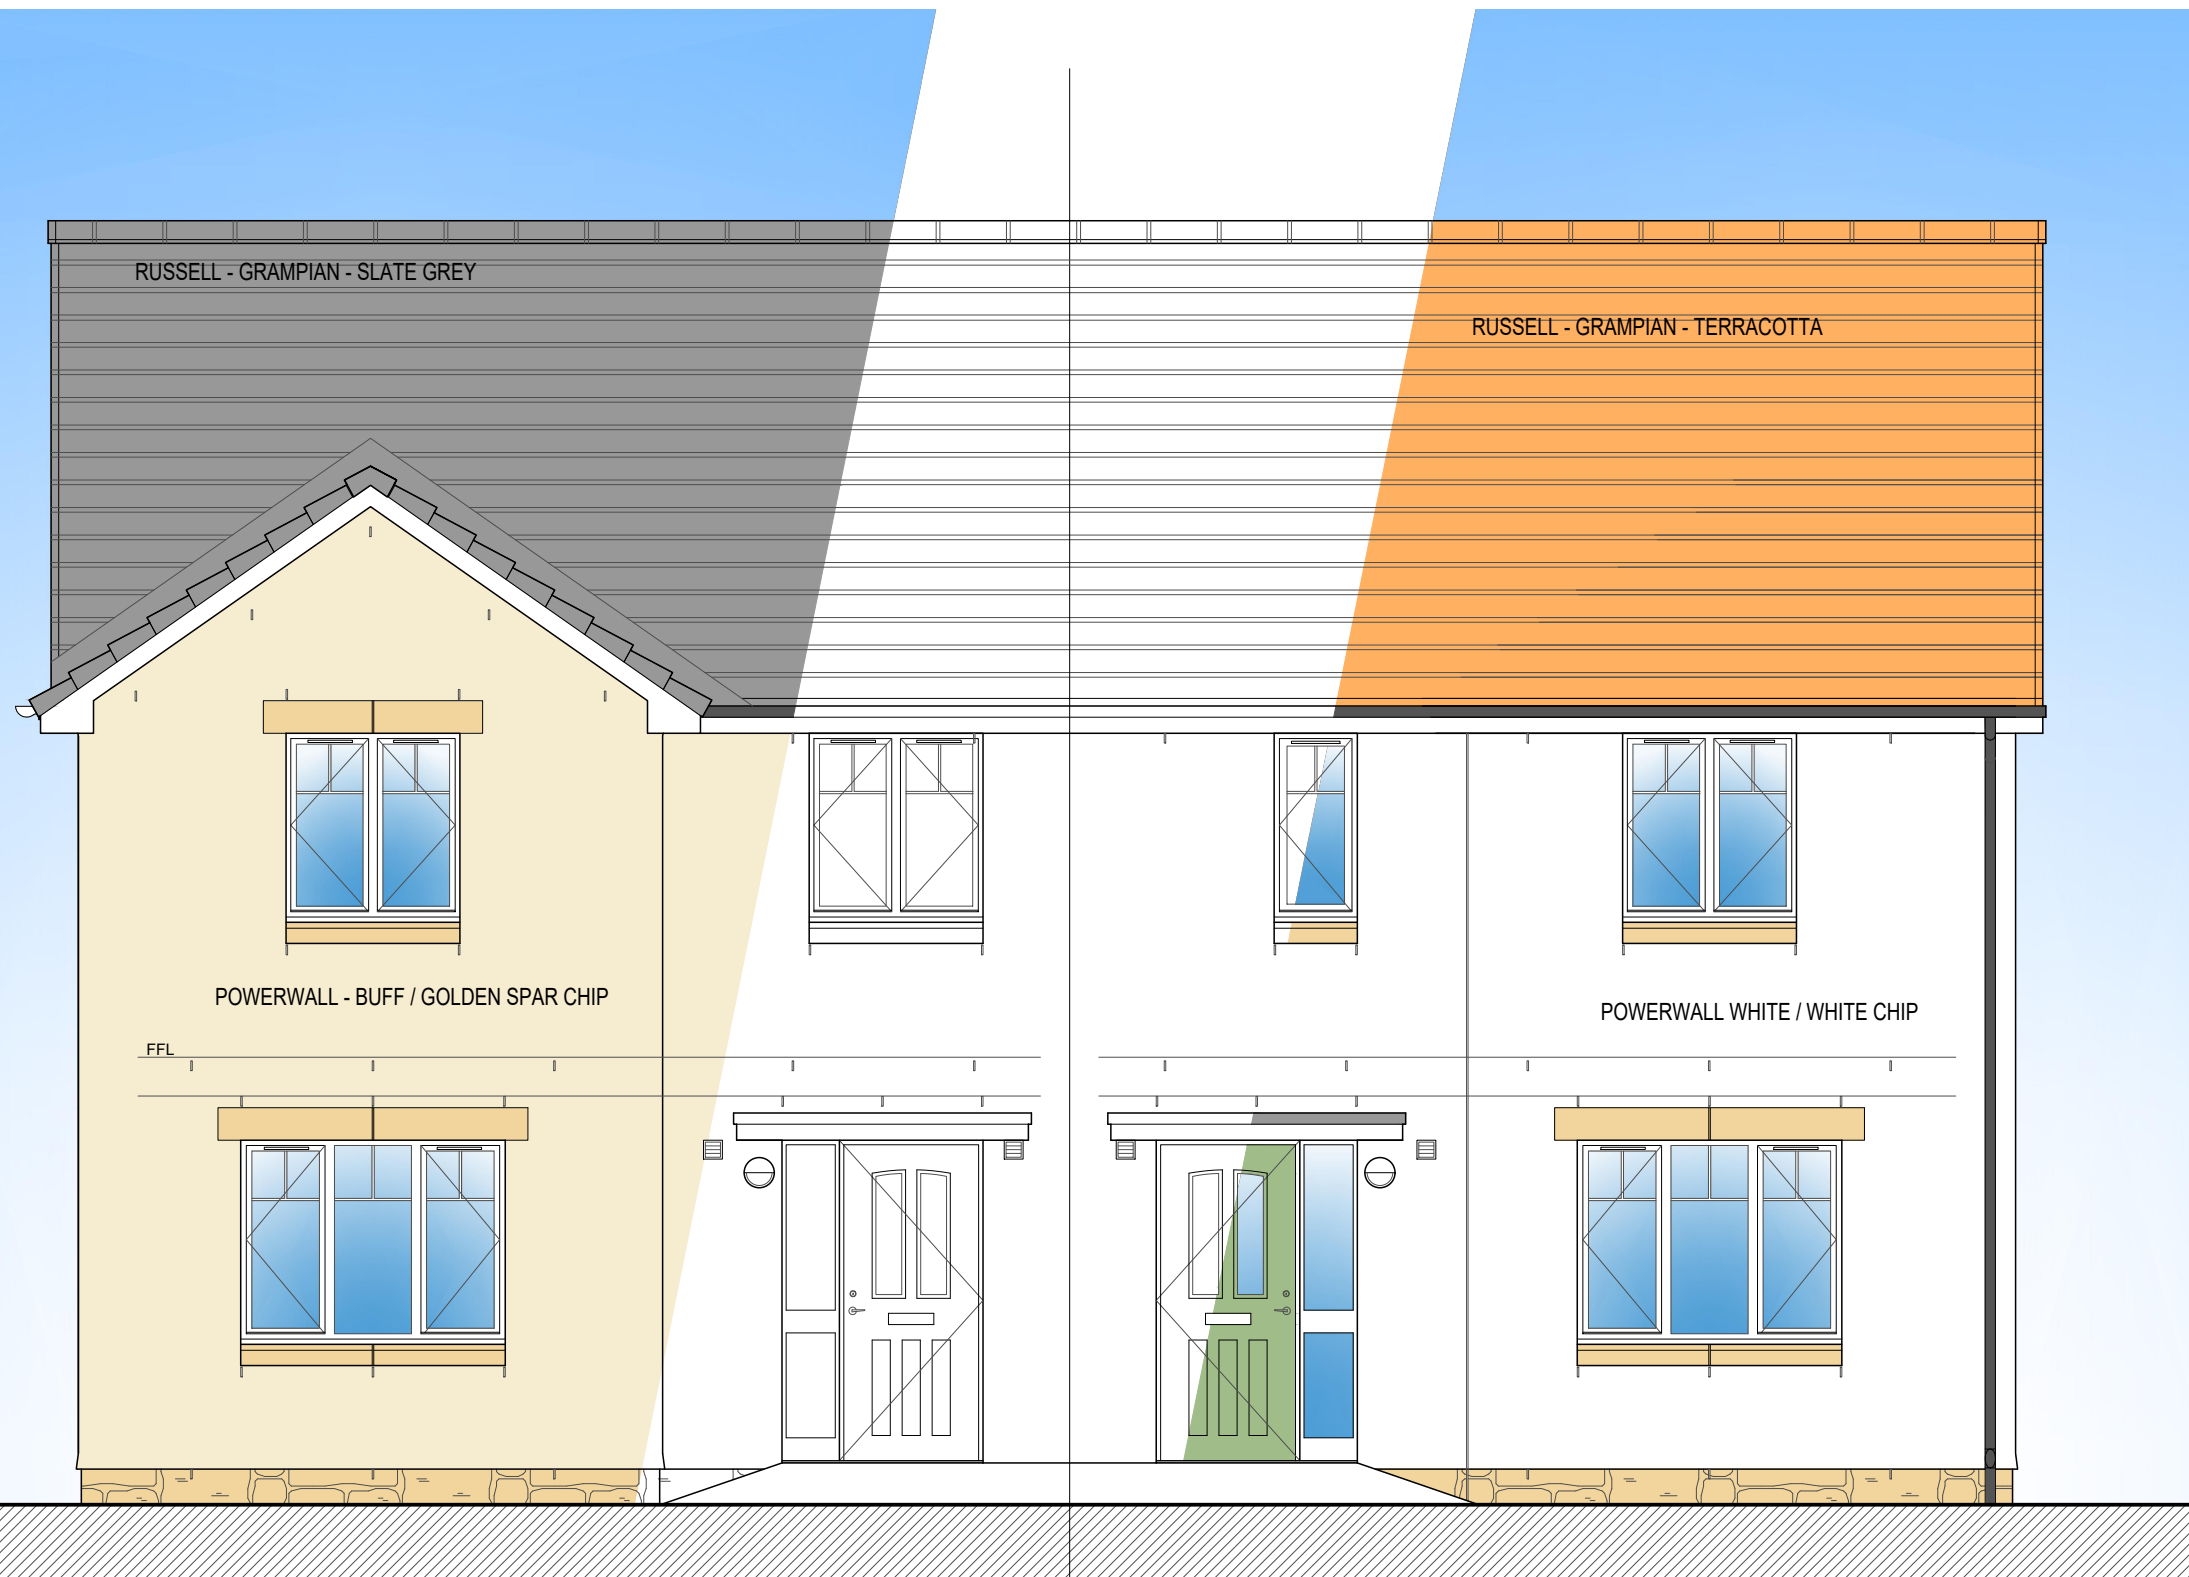 RUSSELL - GRAMPIAN - SLATE GREY
RUSSELL - GRAMPIAN - TERRACOTTA
POWERWALL - BUFF / GOLDEN SPAR CHIP
POWERWALL WHITE / WHITE CHIP
FFL